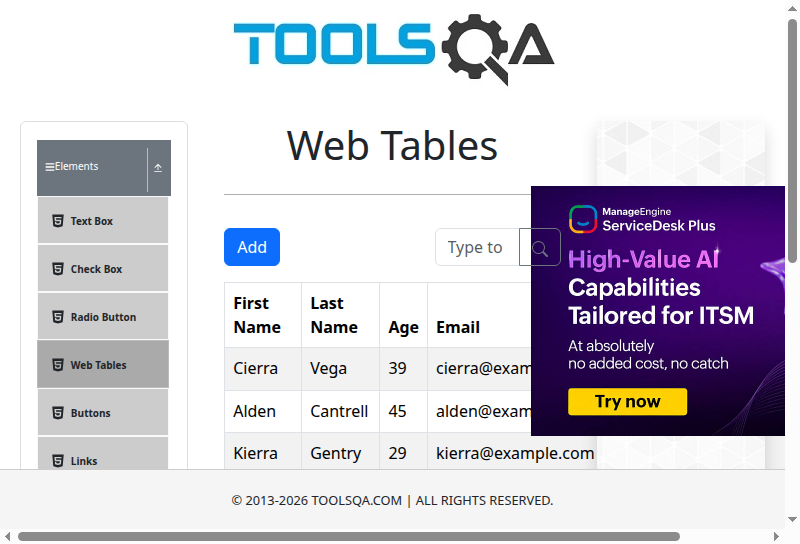 TOOLSQA
Web Tables
Elements
Text Box
Check Box
Radio Button
Web Tables
Buttons
Links
Add
Type to
First Name
Last Name
Age
Email
Cierra Vega 39 cierra@exam
Alden Cantrell 45 alden@exam
Kierra Gentry 29 kierra@example.com
ManageEngine
ServiceDesk Plus
High-Value AI
Capabilities
Tailored for ITSM
At absolutely
no added cost, no catch
Try now
© 2013-2026 TOOLSQA.COM | ALL RIGHTS RESERVED.